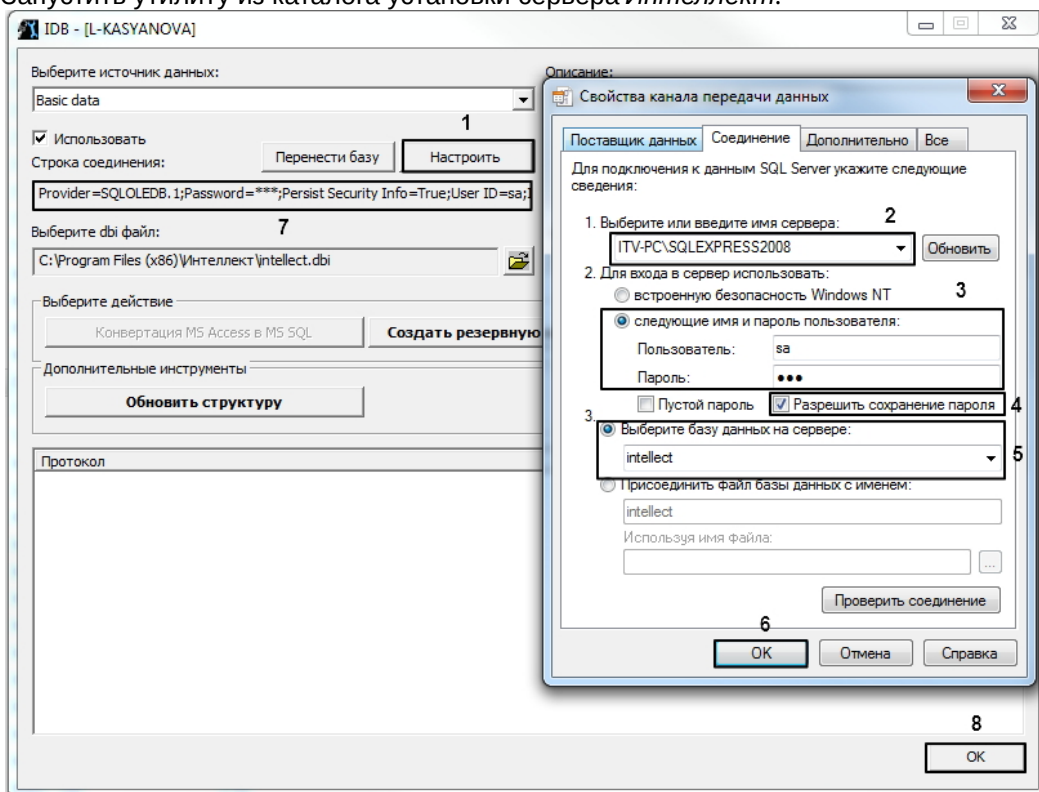 Запустить утилиту из каталога установки сервера Интеллект.
IDB - [L-KASYANOVA]
Выберите источник данных:
Описание:
Basic data
1
Использовать
Перенести базу
Настроить
Строка соединения:
Provider=SQLOLEDB.1;Password=***;Persist Security Info=True;User ID=sa;
7
Выберите dbi файл:
C:\Program Files (x86)\Интеллект\intellect.dbi
Выберите действие
Конвертация MS Access в MS SQL
Создать резервную
Дополнительные инструменты
Обновить структуру
Протокол
Свойства канала передачи данных
Поставщик данных
Соединение
Дополнительно
Все
Для подключения к данным SQL Server укажите следующие
сведения:
1. Выберите или введите имя сервера:
2
ITV-PC\SQLEXPRESS2008
Обновить
2. Для входа в сервер использовать:
встроенную безопасность Windows NT
3
следующие имя и пароль пользователя:
Пользователь:
sa
Пароль:
●●●
Пустой пароль
Разрешить сохранение пароля
4
3.
Выберите базу данных на сервере:
intellect
5
Присоединить файл базы данных с именем:
intellect
Используя имя файла:
...
Проверить соединение
6
OK
Отмена
Справка
8
OK